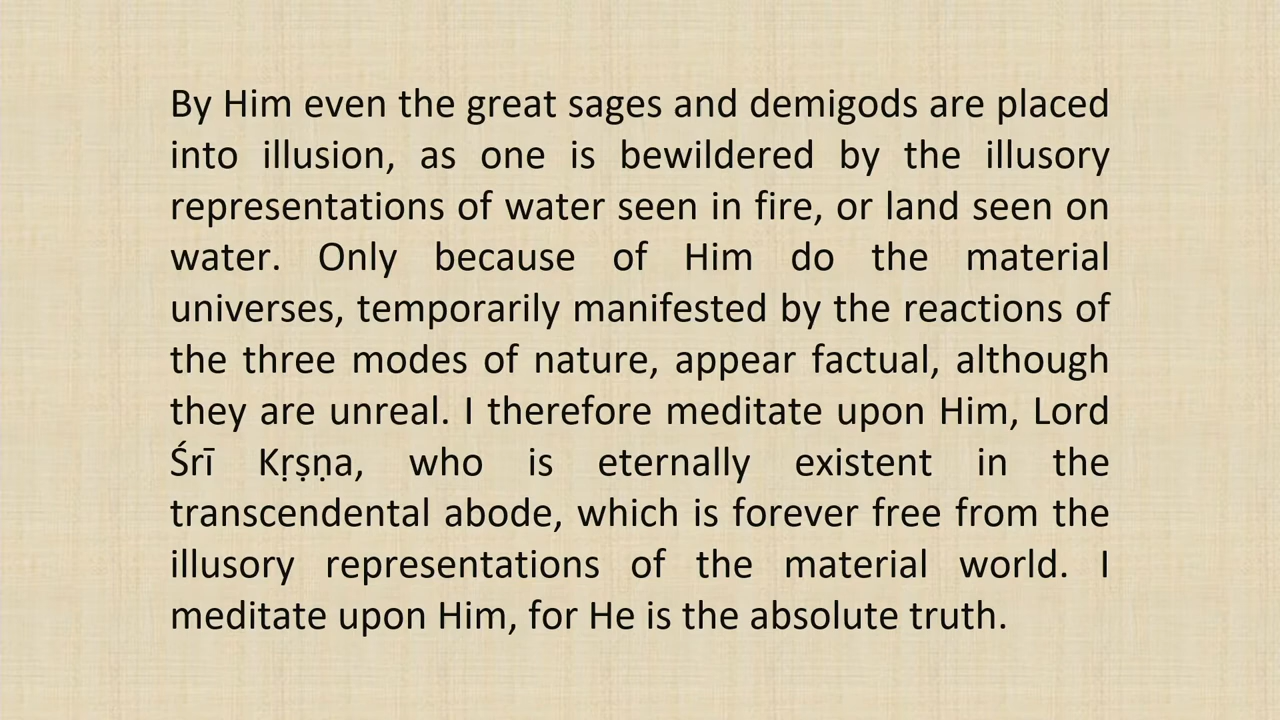 By Him even the great sages and demigods are placed
into illusion, as one is bewildered by the illusory
representations of water seen in fire, or land seen on
water. Only because of Him do the material
universes, temporarily manifested by the reactions of
the three modes of nature, appear factual, although
they are unreal. I therefore meditate upon Him, Lord
Śrī Kṛṣṇa, who is eternally existent in the
transcendental abode, which is forever free from the
illusory representations of the material world. I
meditate upon Him, for He is the absolute truth.